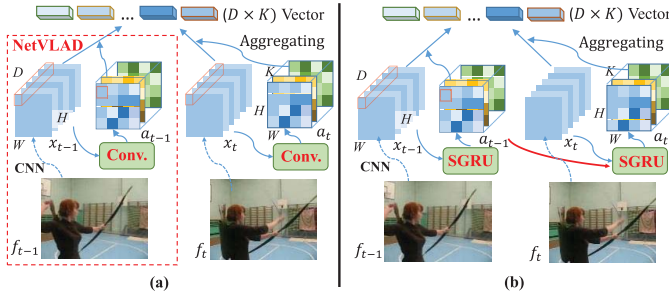 ... (D × K) Vector
NetVLAD
Aggregating
D
K
H
H
W
W
x_{t-1}
a_{t-1}
x_t
a_t
CNN
Conv.
Conv.
f_{t-1}
f_t
(a)
... (D × K) Vector
Aggregating
D
K
H
H
W
W
x_{t-1}
a_{t-1}
x_t
a_t
CNN
SGRU
SGRU
f_{t-1}
f_t
(b)